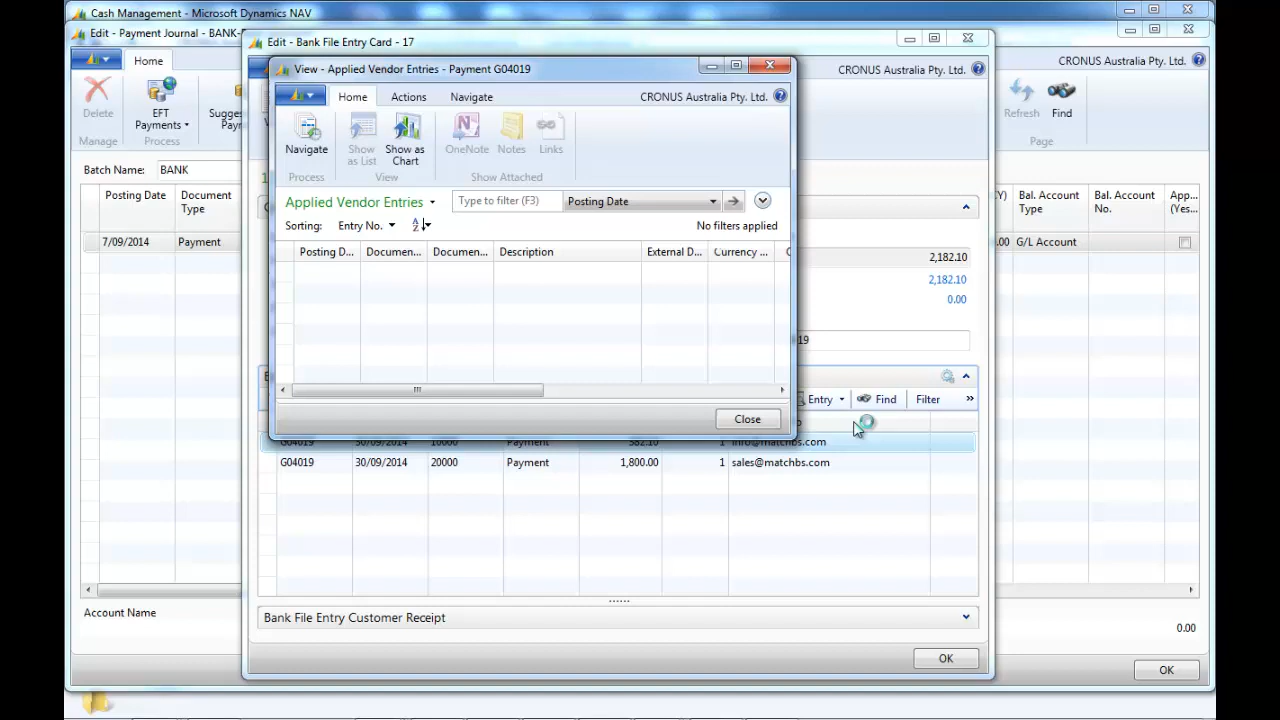 Cash Management - Microsoft Dynamics NAV
Edit - Payment Journal - BANK-
Edit - Bank File Entry Card - 17
View - Applied Vendor Entries - Payment G04019
Home
CRONUS Australia Pty. Ltd.
CRONUS Australia Pty. Ltd.
Home
Actions
Navigate
CRONUS Australia Pty. Ltd.
Delete
EFT
Payments
Manage
Process
Navigate
Show
as List
Show as
Chart
OneNote
Notes
Links
Process
View
Show Attached
Refresh
Find
Page
Batch Name:
BANK
Applied Vendor Entries
Type to filter (F3)
Posting Date
Sorting:
Entry No.
No filters applied
Posting Date
Document
Type
Bal. Account
Type
Bal. Account
No.
App...
(Yes...
7/09/2014
Payment
.00
G/L Account
Posting D...
Documen...
Documen...
Description
External D...
Currency ...
2,182.10
2,182.10
0.00
19
Entry
Find
Filter
Close
G04019
30/09/2014
10000
Payment
382.10
1
info@matchbs.com
G04019
30/09/2014
20000
Payment
1,800.00
1
sales@matchbs.com
Bank File Entry Customer Receipt
Account Name
0.00
OK
OK